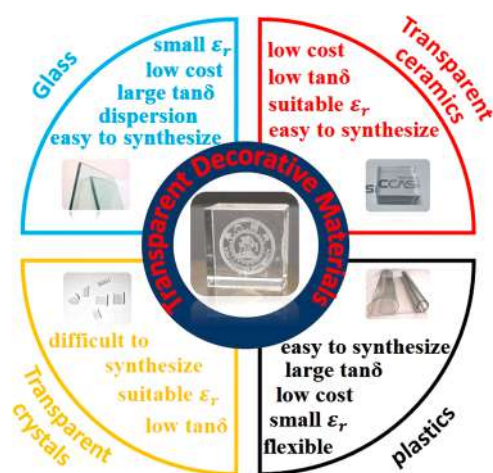 Glass
small εr
low cost
large tanδ
dispersion
easy to synthesize
Transparent
ceramics
low cost
low tanδ
suitable εr
easy to synthesize
CCAS
Transparent Decorative Materials
Transparent
crystals
difficult to
synthesize
suitable εr
low tanδ
plastics
easy to synthesize
large tanδ
low cost
small εr
flexible